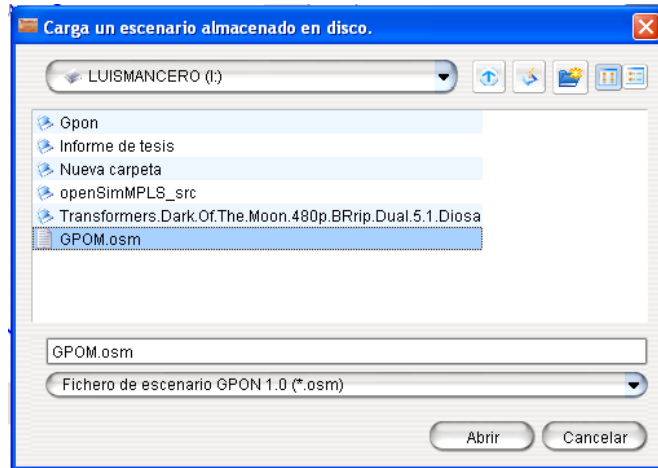 Carga un escenario almacenado en disco.
LUISMANCERO (I:)
Gpon
Informe de tesis
Nueva carpeta
openSimMPLS_src
Transformers.Dark.Of.The.Moon.480p.BRrip.Dual.5.1.Diosa
GPOM.osm
GPOM.osm
Fichero de escenario GPON 1.0 (*.osm)
Abrir Cancelar